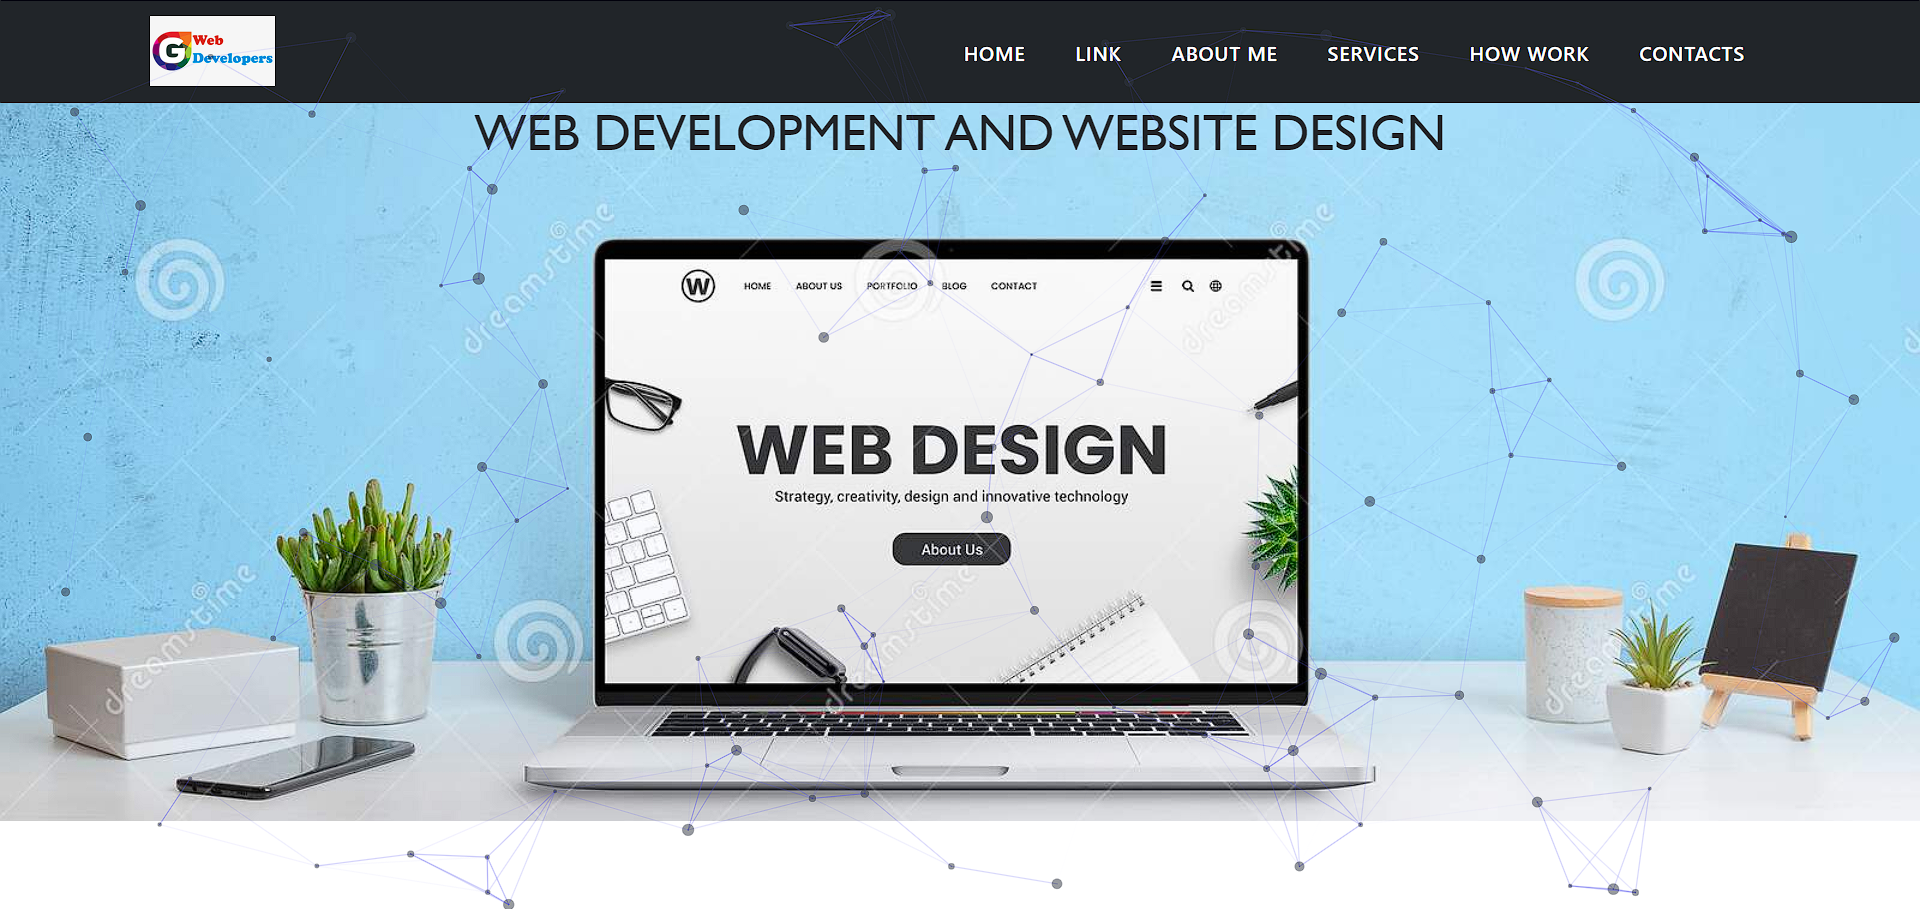 G Web
Developers
HOME LINK ABOUT ME SERVICES HOW WORK CONTACTS
WEB DEVELOPMENT AND WEBSITE DESIGN
dreamstime
dreamstime
dreamstime
W HOME ABOUT US PORTFOLIO BLOG CONTACT
WEB DESIGN
Strategy, creativity, design and innovative technology
About Us
dreamstime
dreamstime
dreamstime